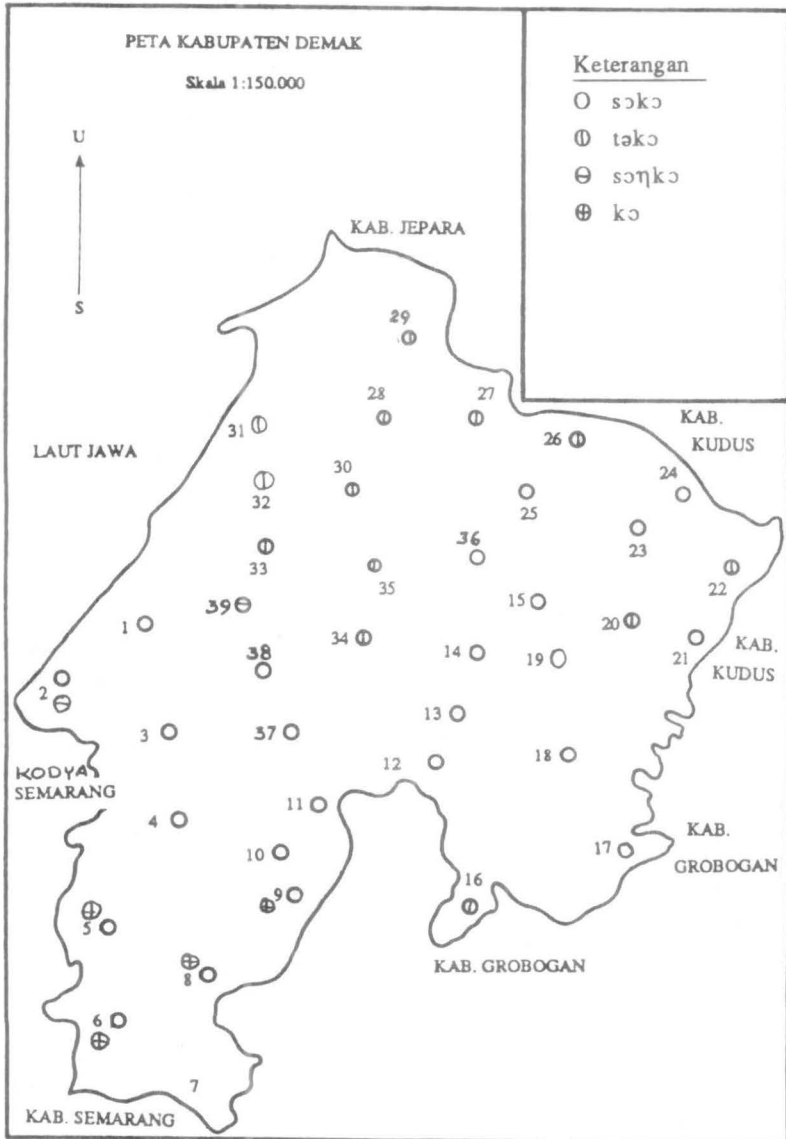 PETA KABUPATEN DEMAK
Skala 1:150.000
Keterangan
sɔkɔ
təkɔ
sɔηkɔ
kɔ
U
S
KAB. JEPARA
29
28
27
31
26
KAB.
KUDUS
LAUT JAWA
30
24
32
25
36
23
33
35
22
39
15
20
1
34
14
19
21
KAB.
KUDUS
38
2
13
3
37
18
12
KODYA
SEMARANG
11
4
KAB.
GROBOGAN
10
17
9
16
5
KAB. GROBOGAN
8
6
7
KAB. SEMARANG